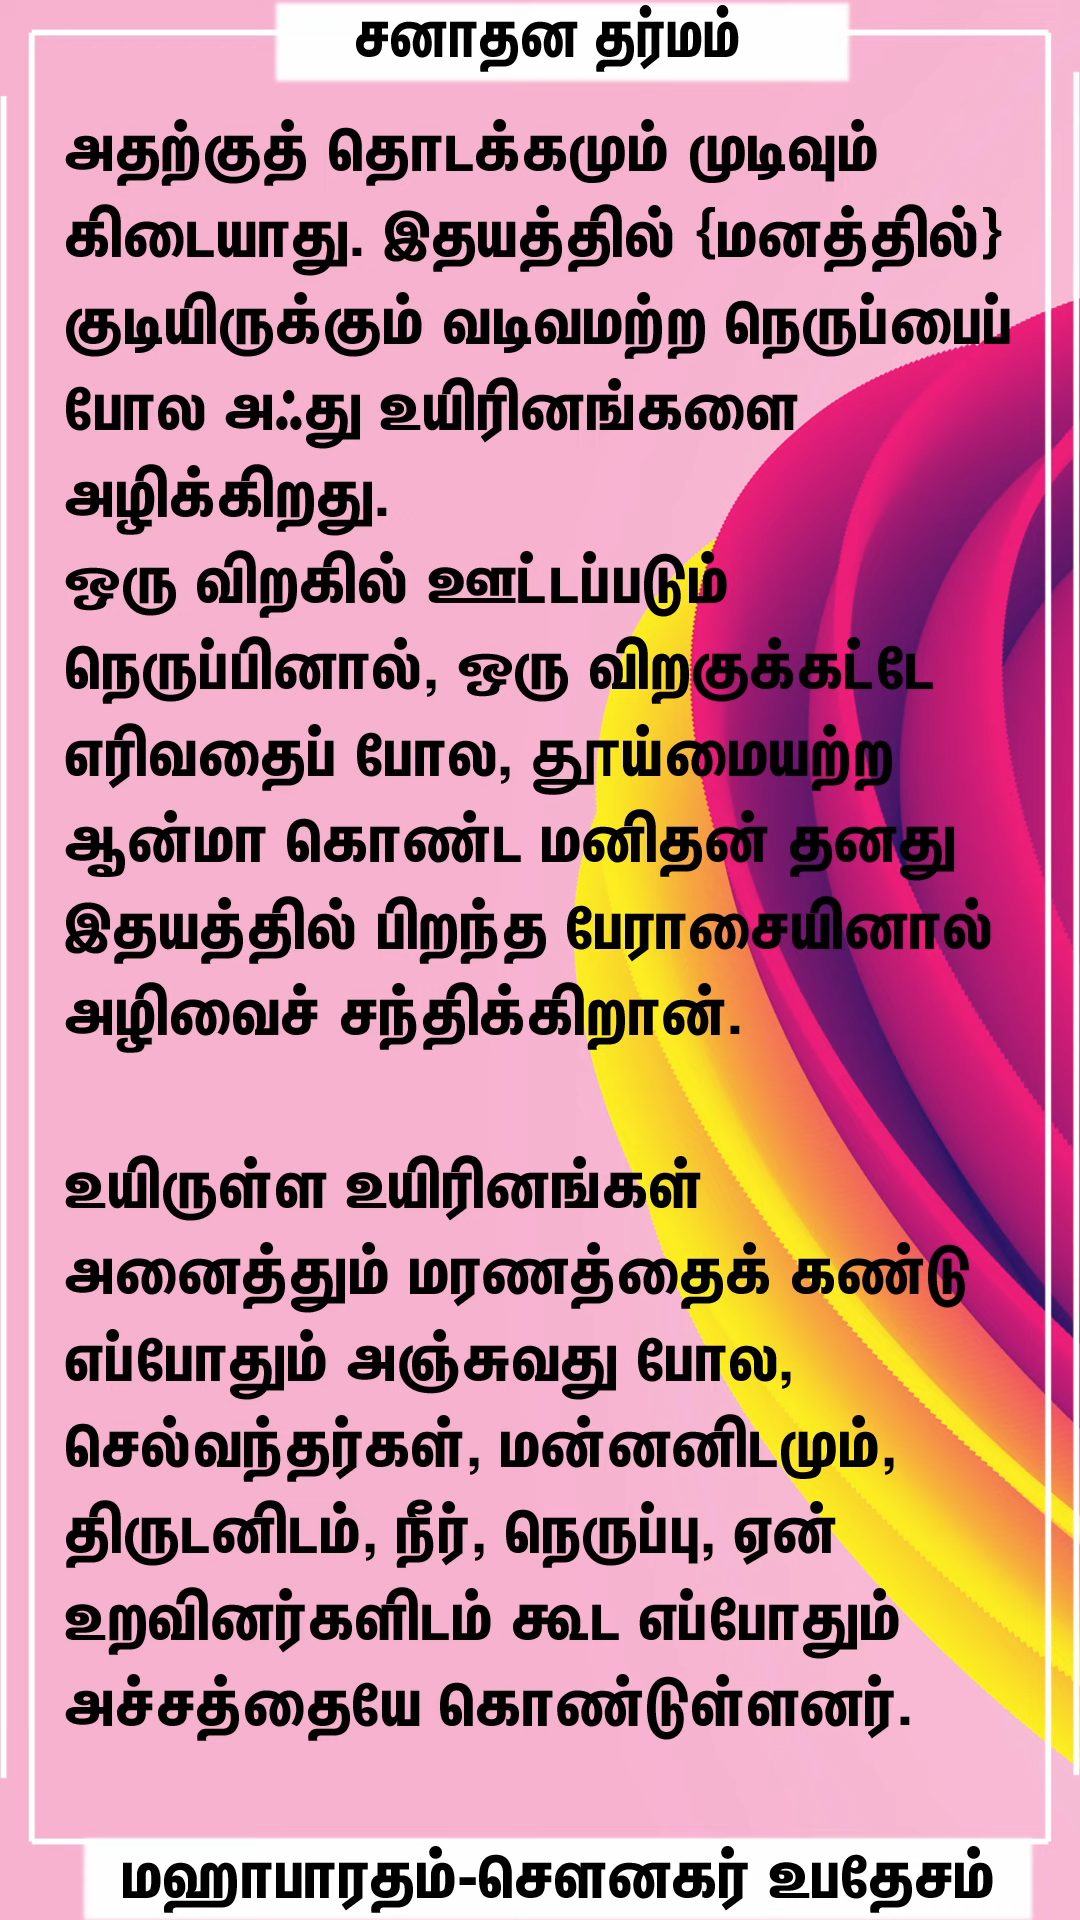 சனாதன தர்மம்
அதற்குத் தொடக்கமும் முடிவும்
கிடையாது. இதயத்தில் {மனத்தில்}
குடியிருக்கும் வடிவமற்ற நெருப்பைப்
போல அஃது உயிரினங்களை
அழிக்கிறது.
ஒரு விறகில் ஊட்டப்படும்
நெருப்பினால், ஒரு விறகுக்கட்டே
எரிவதைப் போல, தூய்மையற்ற
ஆன்மா கொண்ட மனிதன் தனது
இதயத்தில் பிறந்த பேராசையினால்
அழிவைச் சந்திக்கிறான்.
உயிருள்ள உயிரினங்கள்
அனைத்தும் மரணத்தைக் கண்டு
எப்போதும் அஞ்சுவது போல,
செல்வந்தர்கள், மன்னனிடமும்,
திருடனிடம், நீர், நெருப்பு, ஏன்
உறவினர்களிடம் கூட எப்போதும்
அச்சத்தையே கொண்டுள்ளனர்.
மஹாபாரதம்-சௌனகர் உபதேசம்